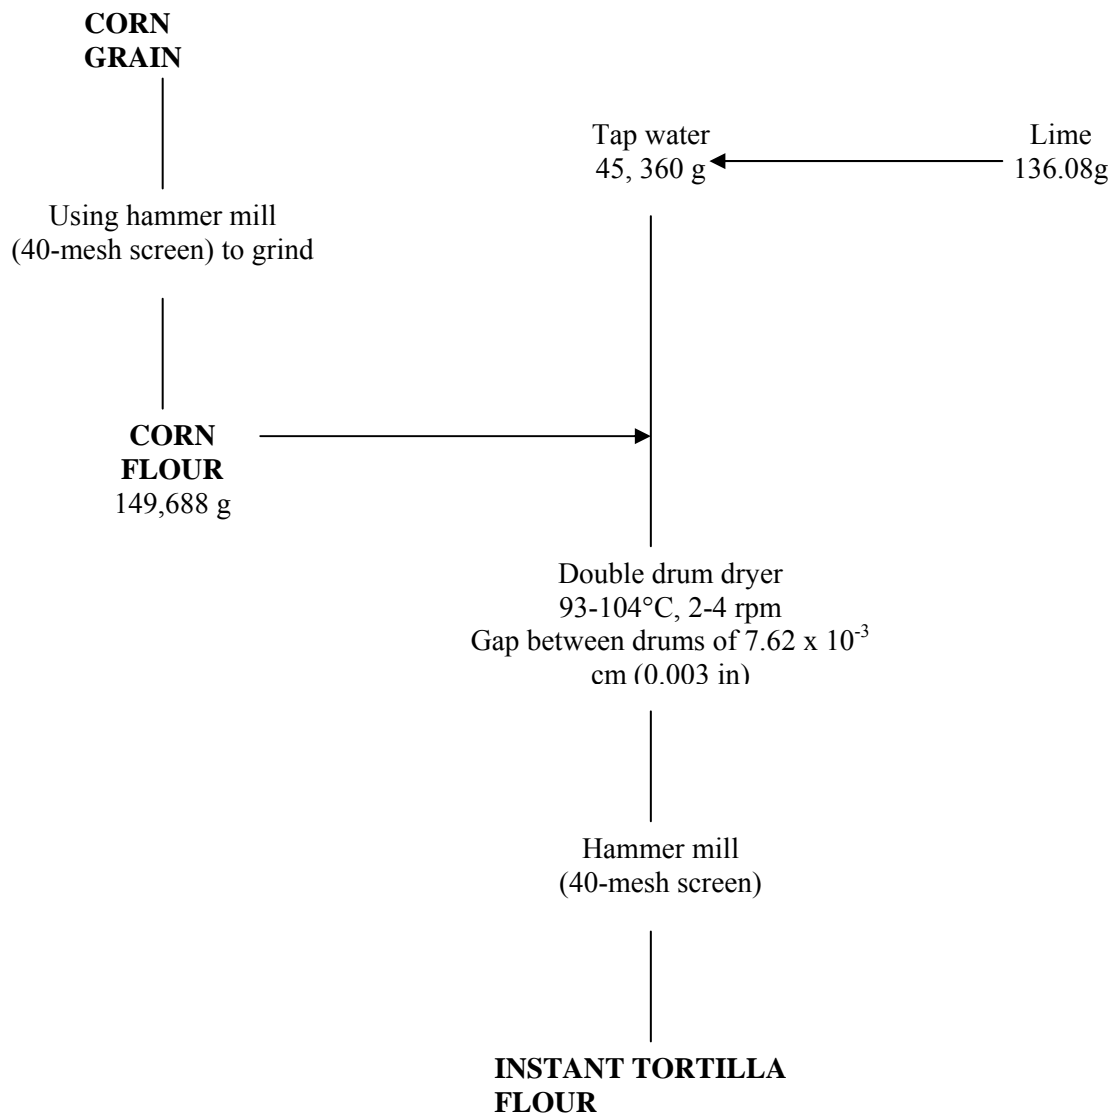 CORN
GRAIN
Tap water
45, 360 g
Lime
136.08g
Using hammer mill
(40-mesh screen) to grind
CORN
FLOUR
149,688 g
Double drum dryer
93-104°C, 2-4 rpm
Gap between drums of 7.62 x 10⁻³
cm (0.003 in)
Hammer mill
(40-mesh screen)
INSTANT TORTILLA
FLOUR